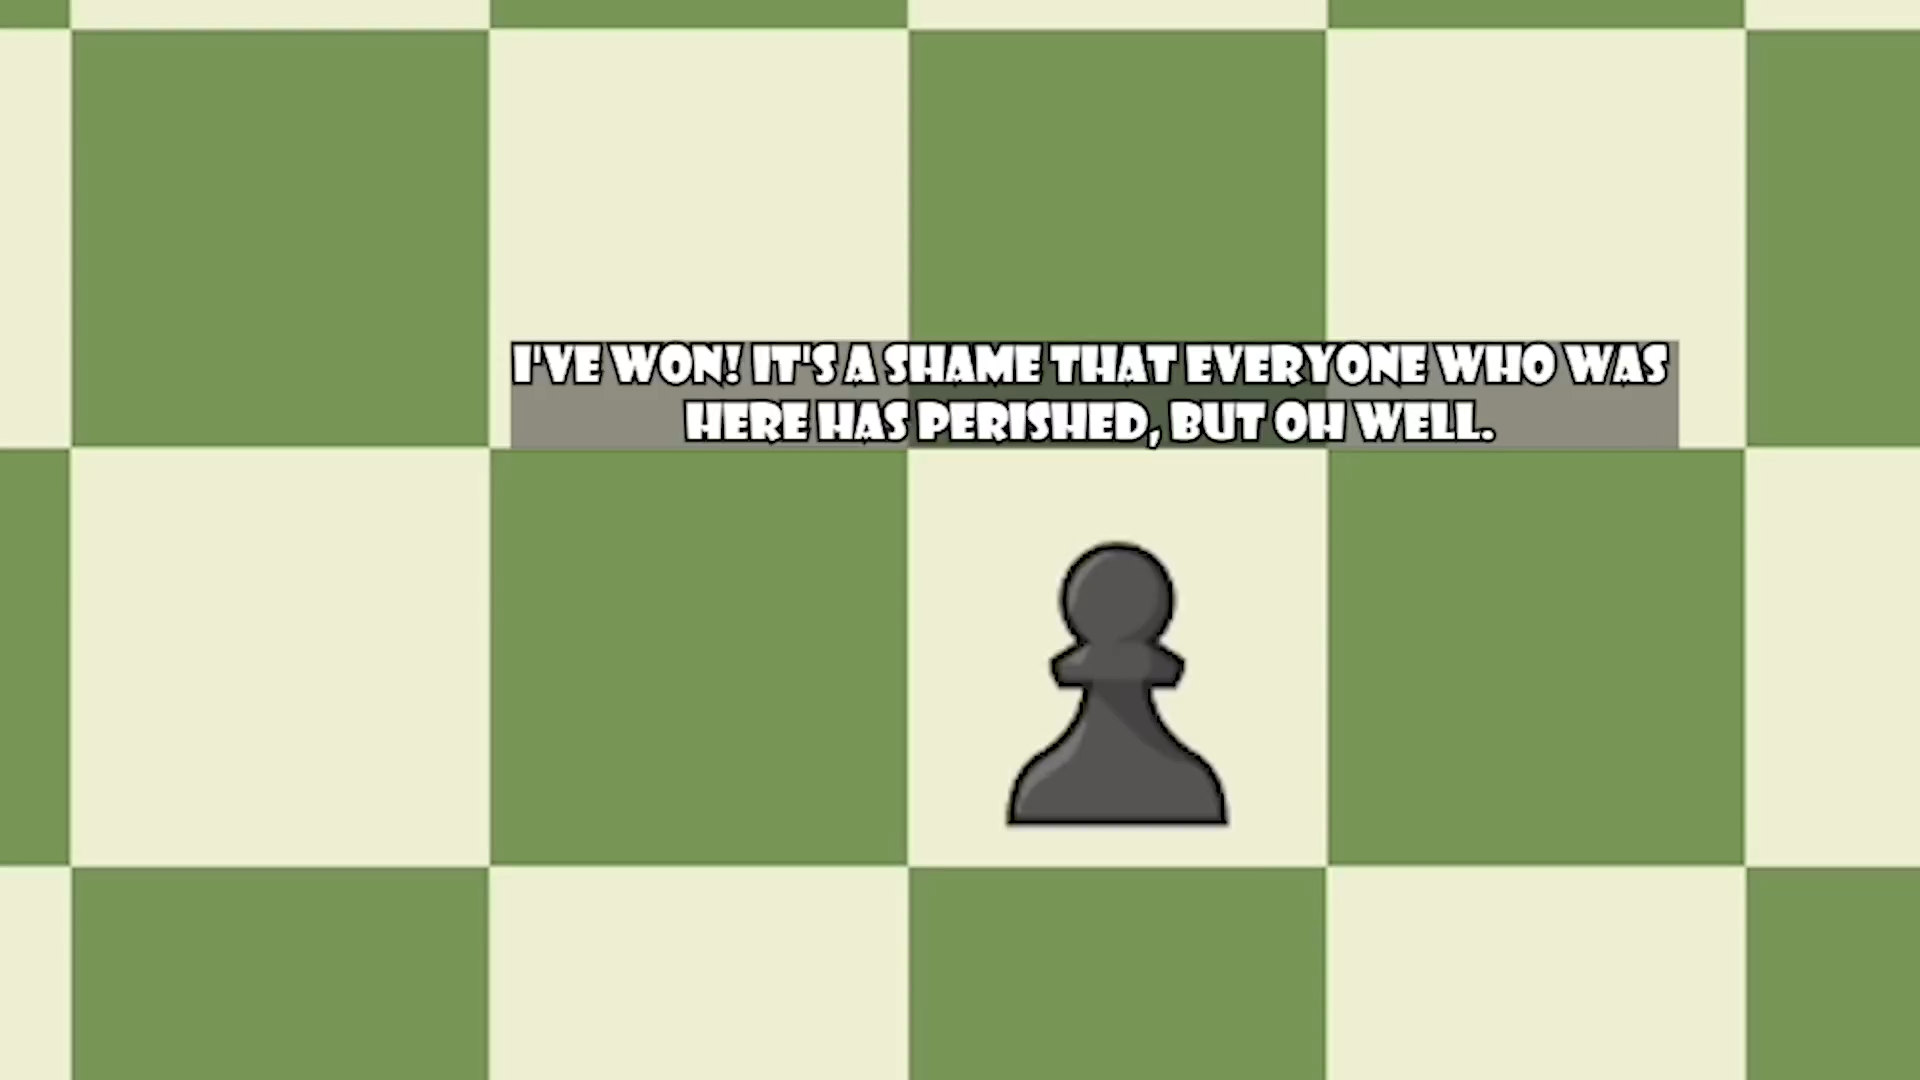 I'VE WON! IT'S A SHAME THAT EVERYONE WHO WAS
HERE HAS PERISHED, BUT OH WELL.